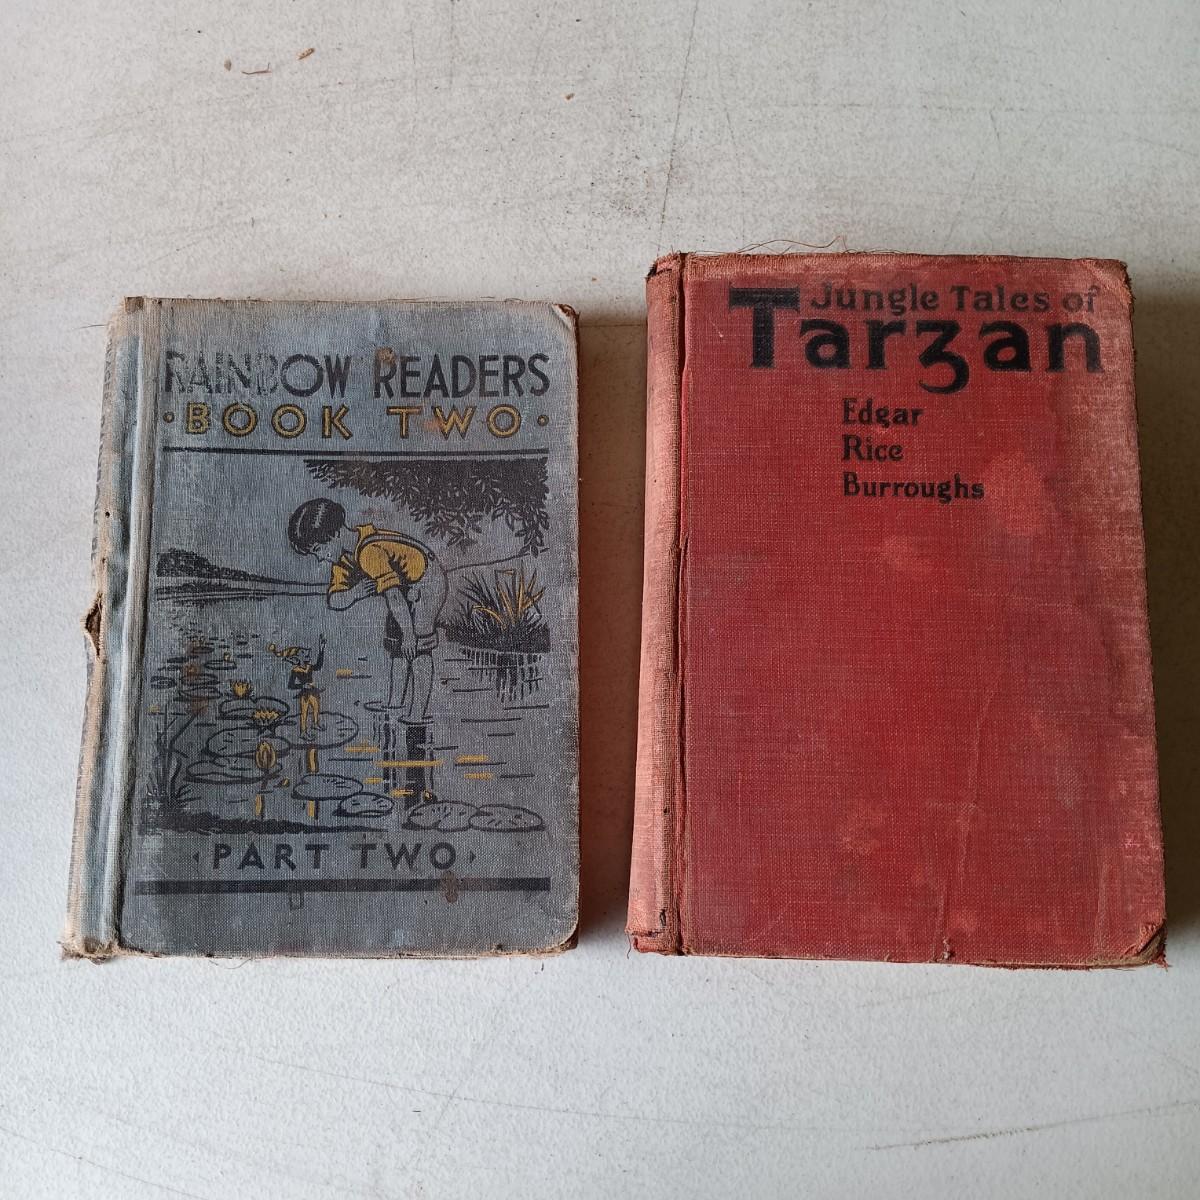 RAINBOW READERS
·BOOK TWO·
·PART TWO·
Jungle Tales of
Tarzan
Edgar
Rice
Burroughs